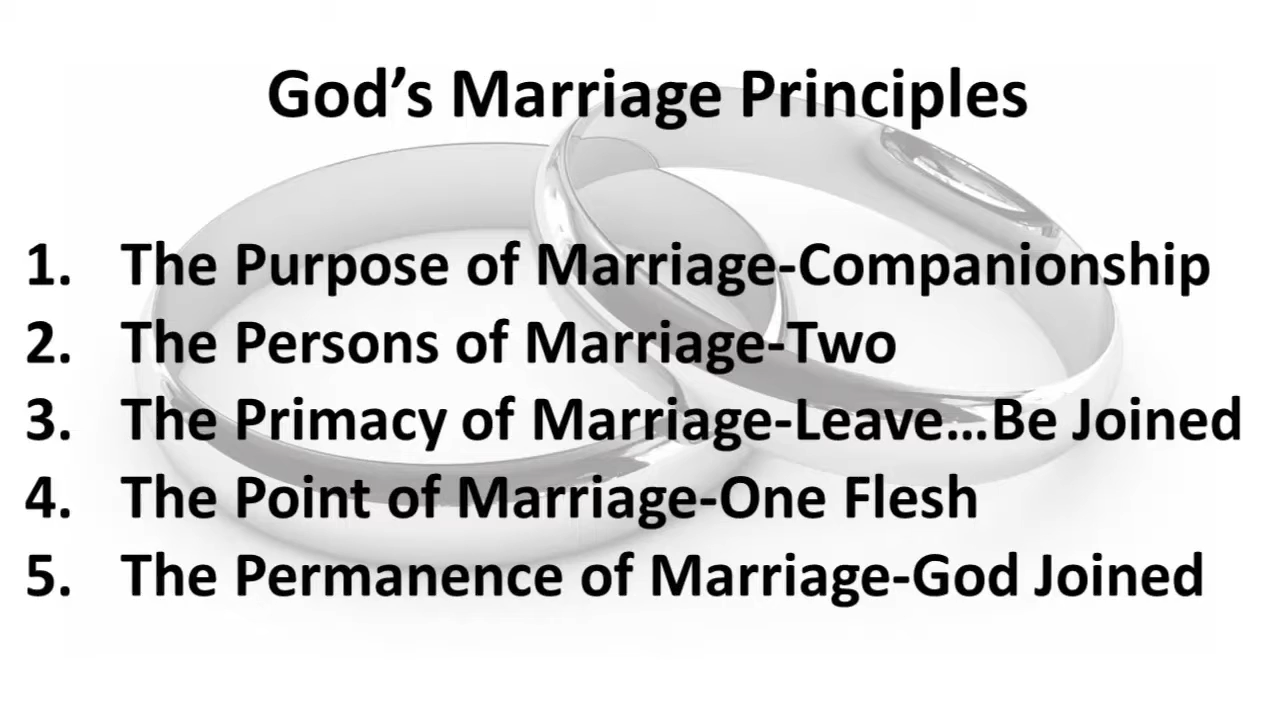 God’s Marriage Principles
1. The Purpose of Marriage-Companionship
2. The Persons of Marriage-Two
3. The Primacy of Marriage-Leave...Be Joined
4. The Point of Marriage-One Flesh
5. The Permanence of Marriage-God Joined